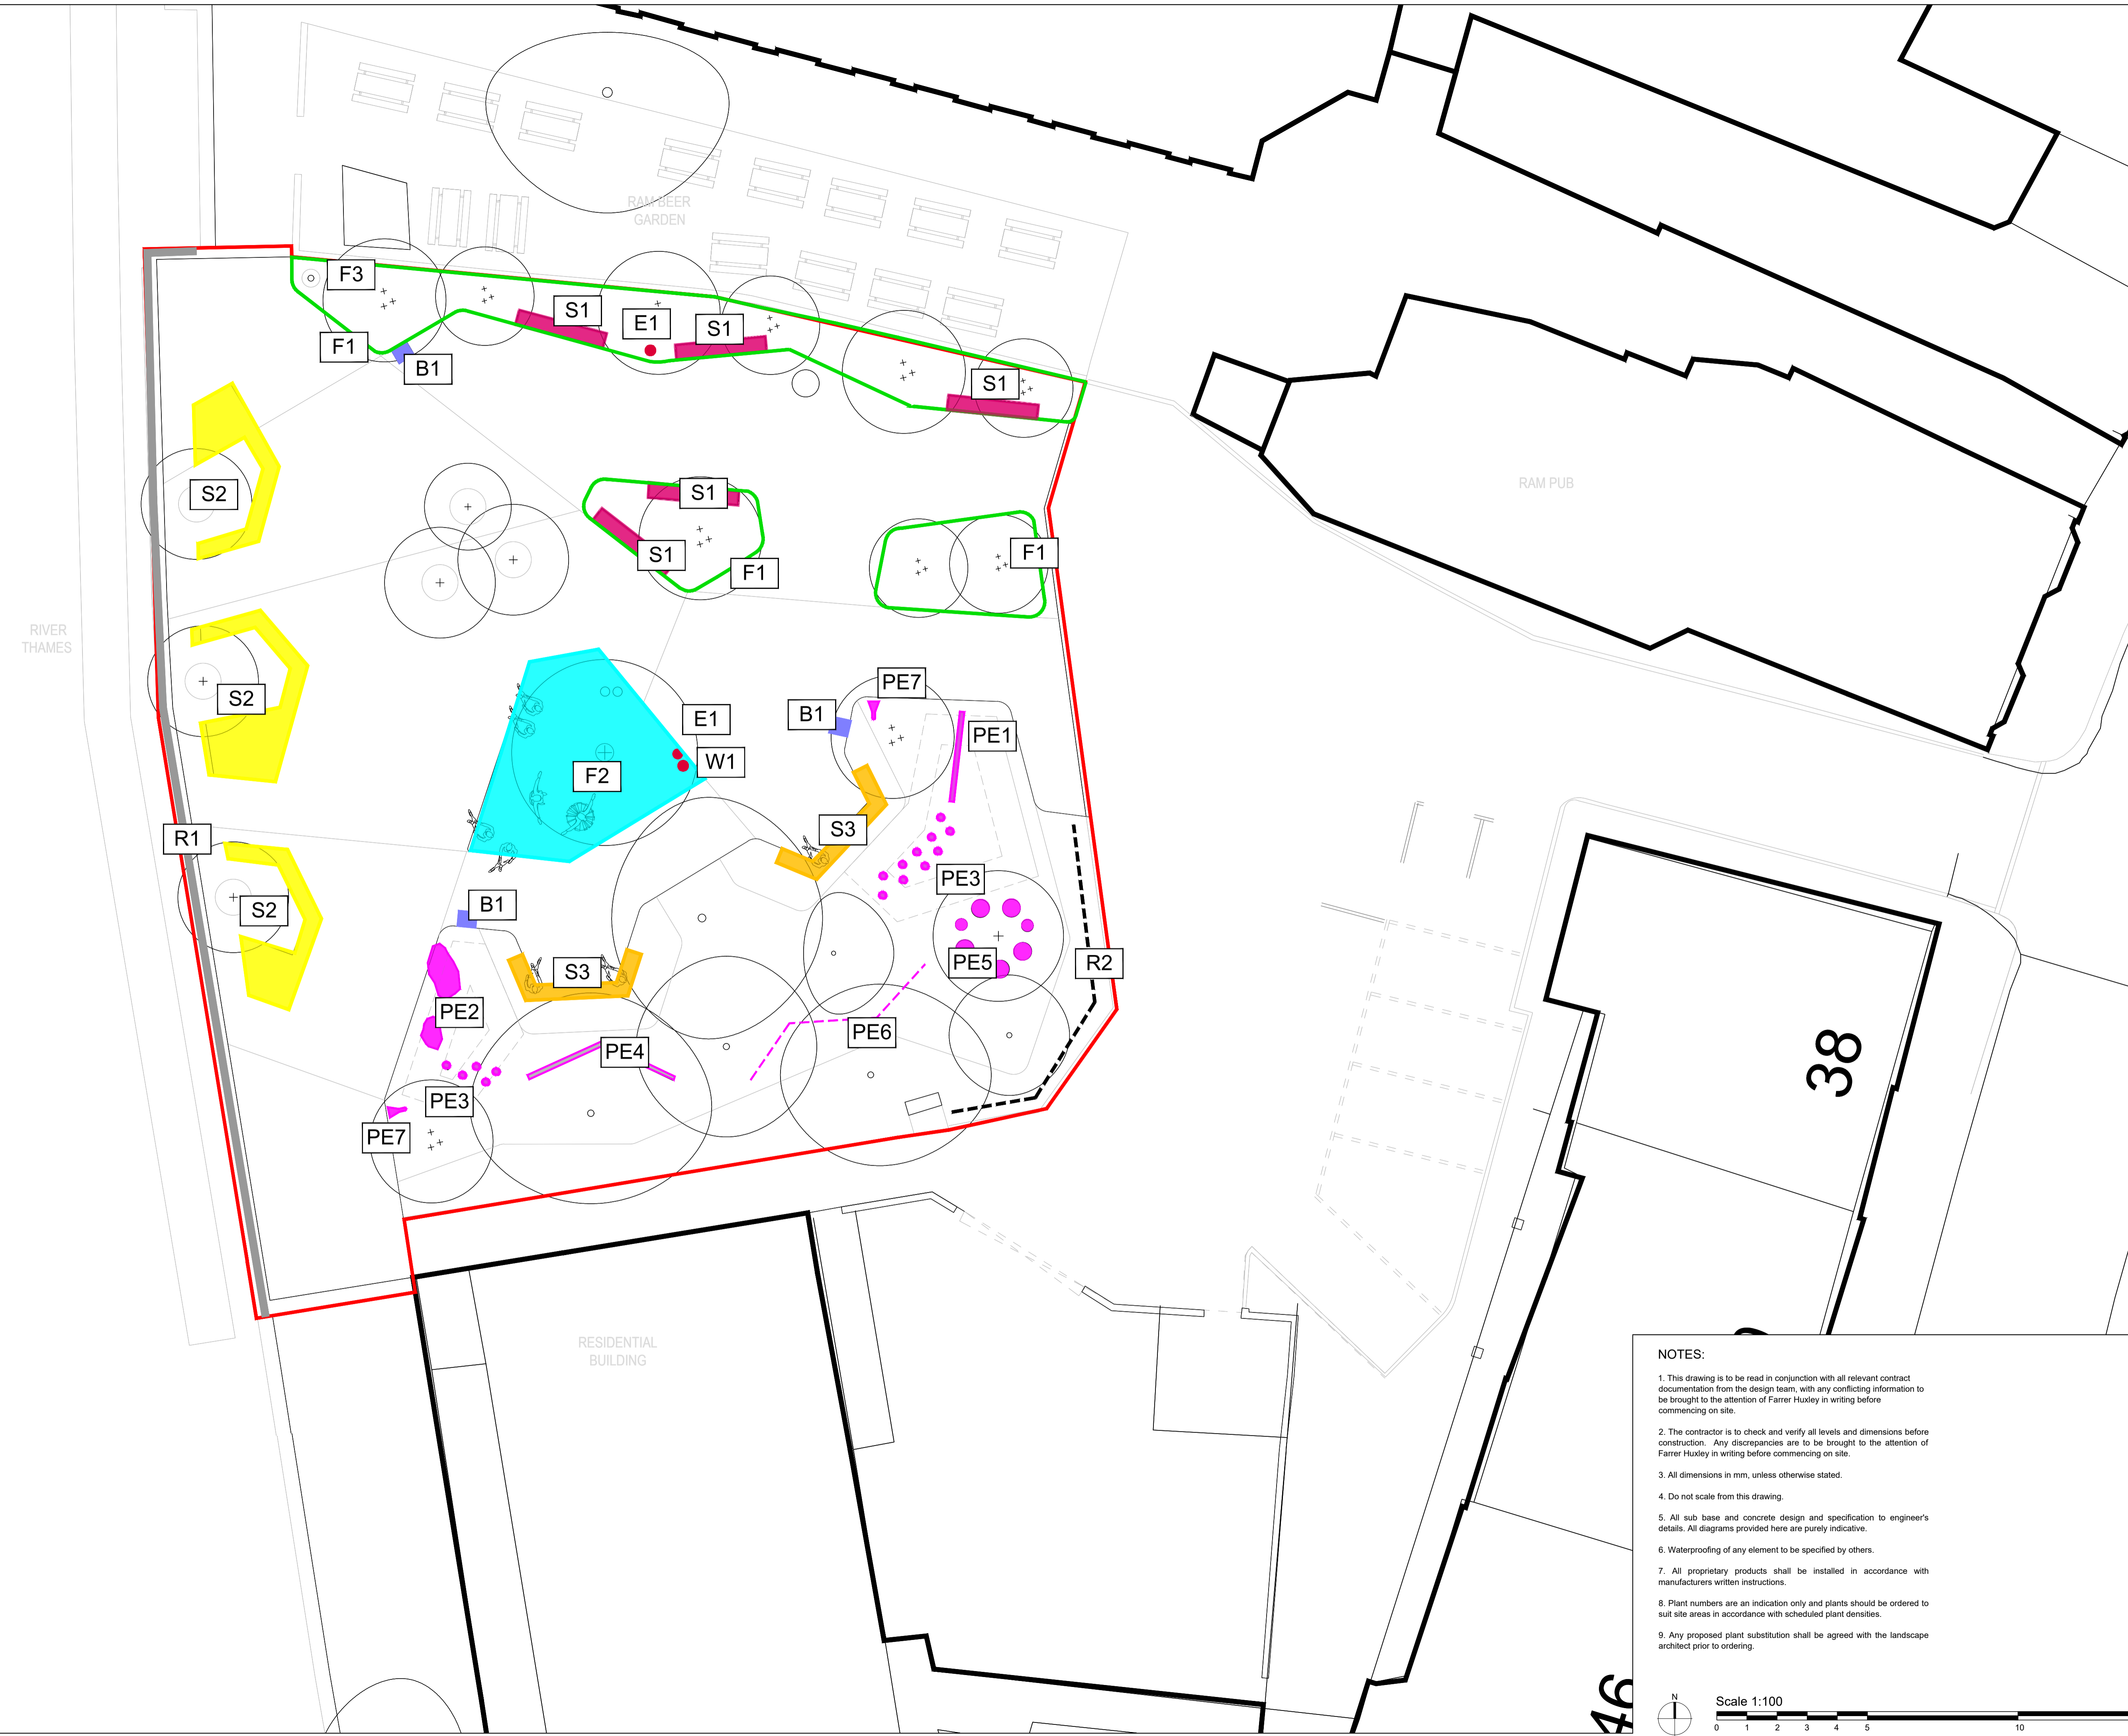 RAM BEER
GARDEN
F3
S1
E1
S1
F1
B1
S1
RAM PUB
S2
S1
S1
F1
F1
RIVER
THAMES
PE7
S2
B1
E1
PE1
W1
F2
R1
S3
PE3
B1
S2
S3
PE5
R2
PE2
PE6
PE4
38
PE3
PE7
RESIDENTIAL
BUILDING
NOTES:
1. This drawing is to be read in conjunction with all relevant contract
documentation from the design team, with any conflicting information to
be brought to the attention of Farrer Huxley in writing before
commencing on site.
2. The contractor is to check and verify all levels and dimensions before
construction. Any discrepancies are to be brought to the attention of
Farrer Huxley in writing before commencing on site.
3. All dimensions in mm, unless otherwise stated.
4. Do not scale from this drawing.
5. All sub base and concrete design and specification to engineer's
details. All diagrams provided here are purely indicative.
6. Waterproofing of any element to be specified by others.
7. All proprietary products shall be installed in accordance with
manufacturers written instructions.
8. Plant numbers are an indication only and plants should be ordered to
suit site areas in accordance with scheduled plant densities.
9. Any proposed plant substitution shall be agreed with the landscape
architect prior to ordering.
46
N
Scale 1:100
0 1 2 3 4 5 10